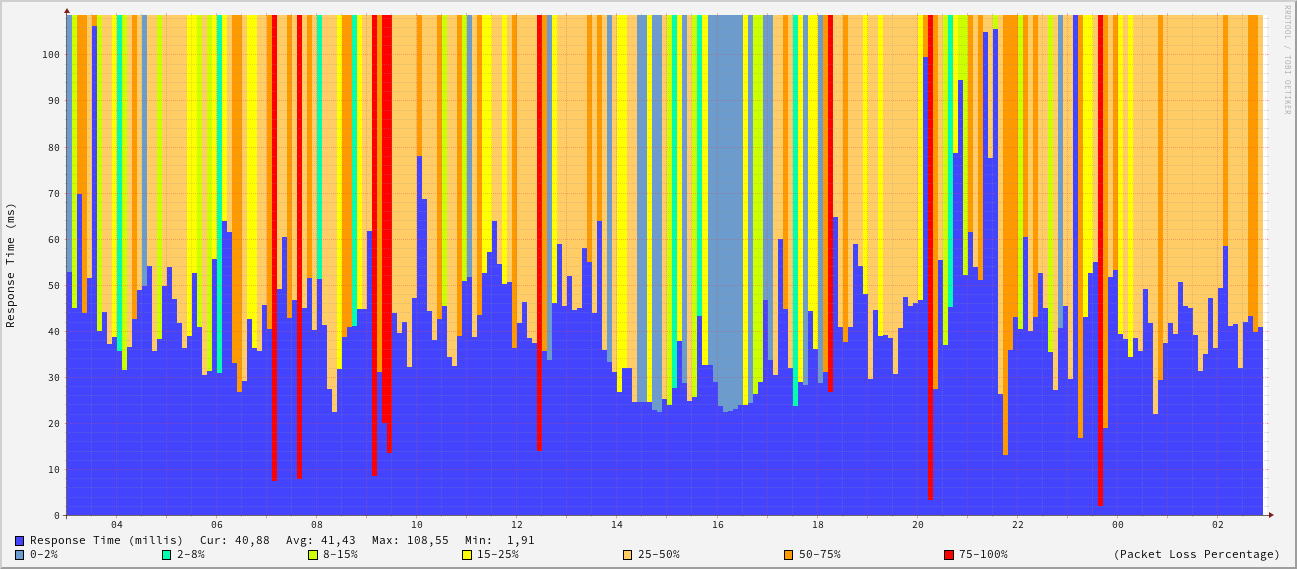 RRDTOOL / TOBI OETIKER
Response Time (ms)
100
90
80
70
60
50
40
30
20
10
0
04 06 08 10 12 14 16 18 20 22 00 02
Response Time (millis) Cur: 40,88 Avg: 41,43 Max: 108,55 Min: 1,91
0-2% 2-8% 8-15% 15-25% 25-50% 50-75% 75-100% (Packet Loss Percentage)